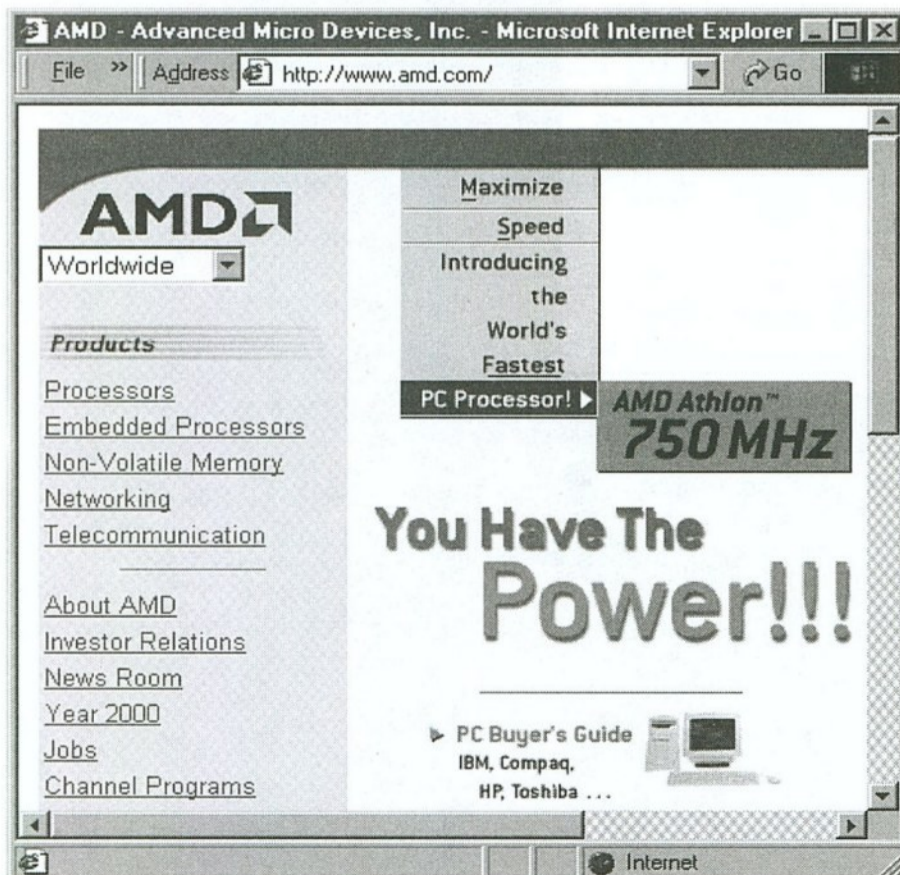 AMD - Advanced Micro Devices, Inc. - Microsoft Internet Explorer
File » Address http://www.amd.com/ Go
AMD
Worldwide
Products
Processors
Embedded Processors
Non-Volatile Memory
Networking
Telecommunication
About AMD
Investor Relations
News Room
Year 2000
Jobs
Channel Programs
Maximize
Speed
Introducing
the
World's
Fastest
PC Processor!
AMD Athlon™
750 MHz
You Have The
Power!!!
PC Buyer's Guide
IBM, Compaq,
HP, Toshiba ...
Internet